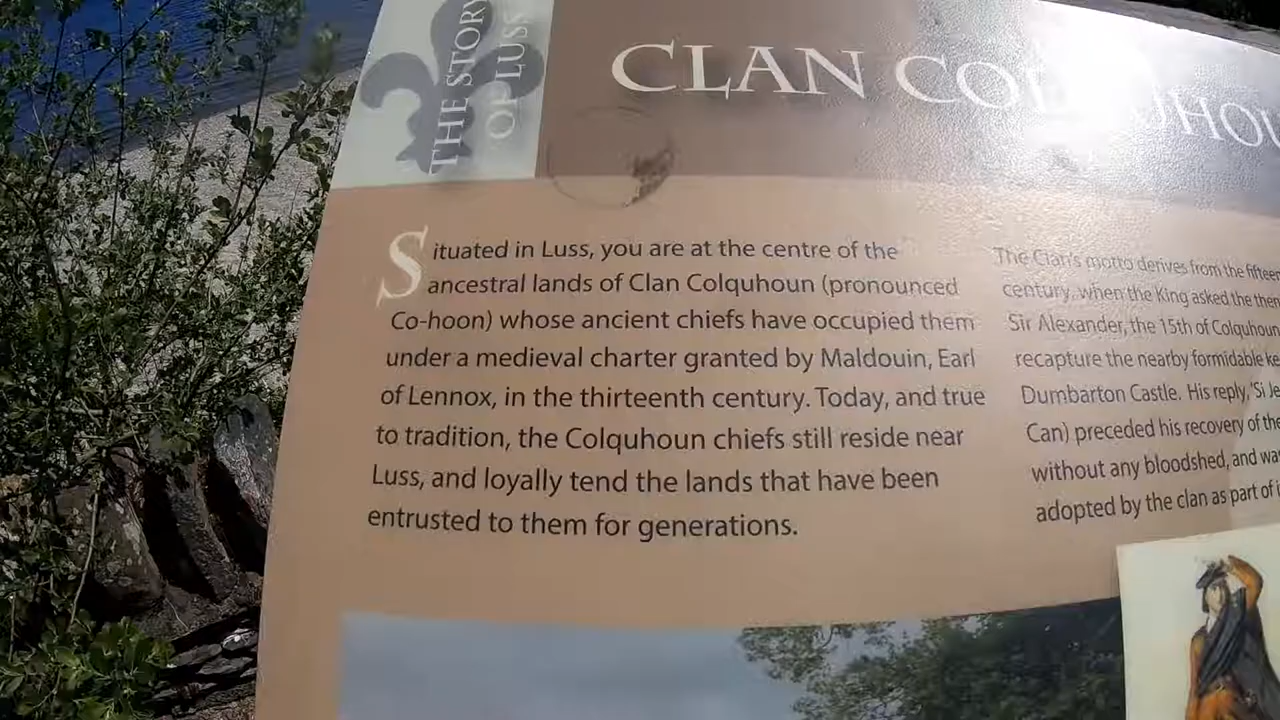 THE STORY
OF LUSS
CLAN COLQUHOU
Situated in Luss, you are at the centre of the
ancestral lands of Clan Colquhoun (pronounced
Co-hoon) whose ancient chiefs have occupied them
under a medieval charter granted by Maldouin, Earl
of Lennox, in the thirteenth century. Today, and true
to tradition, the Colquhoun chiefs still reside near
Luss, and loyally tend the lands that have been
entrusted to them for generations.
The Clan's motto derives from the fifteen
century, when the King asked the then
Sir Alexander, the 15th of Colquhoun
recapture the nearby formidable ke
Dumbarton Castle. His reply, 'Si Je
Can) preceded his recovery of the
without any bloodshed, and was
adopted by the clan as part of i